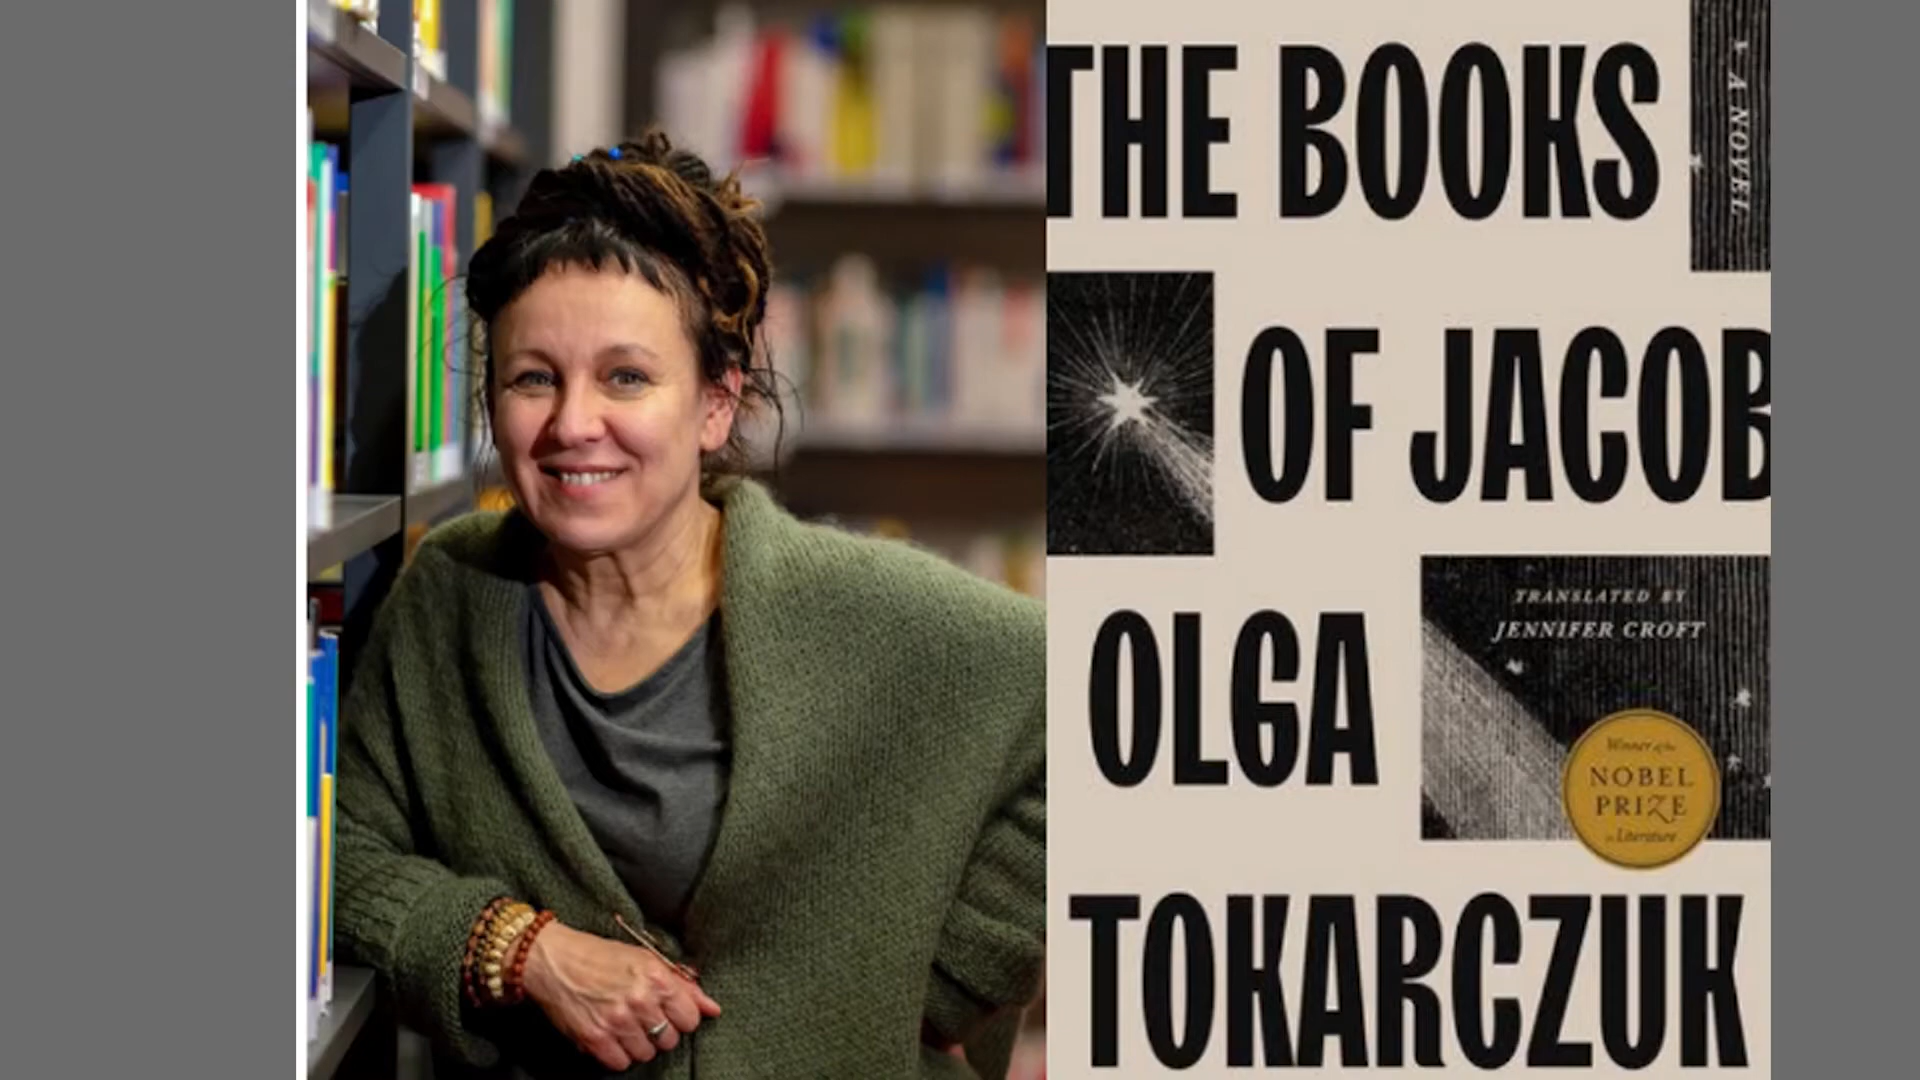 THE BOOKS
A NOVEL
OF JACOB
OLGA
TRANSLATED BY
JENNIFER CROFT
Winner of the
NOBEL
PRIZE
in Literature
TOKARCZUK